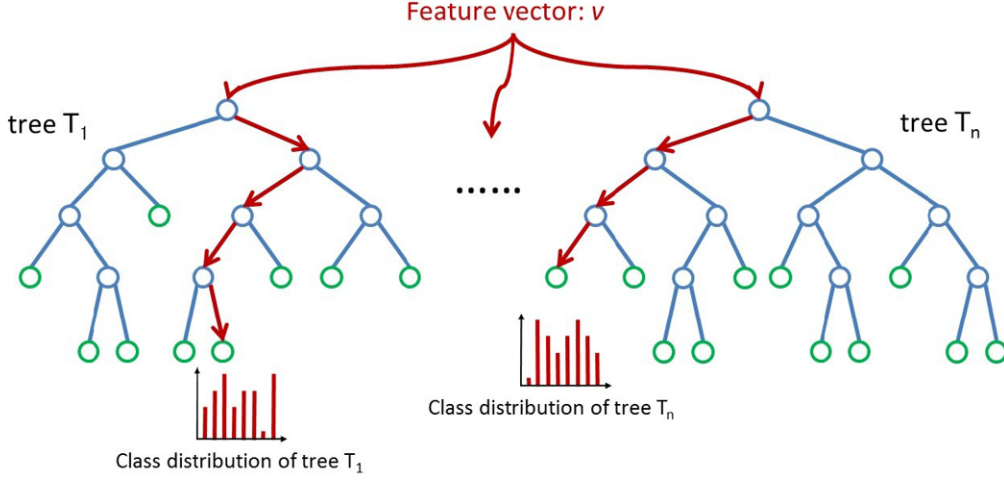 Feature vector: v
tree T1
tree Tn
......
Class distribution of tree Tn
Class distribution of tree T1